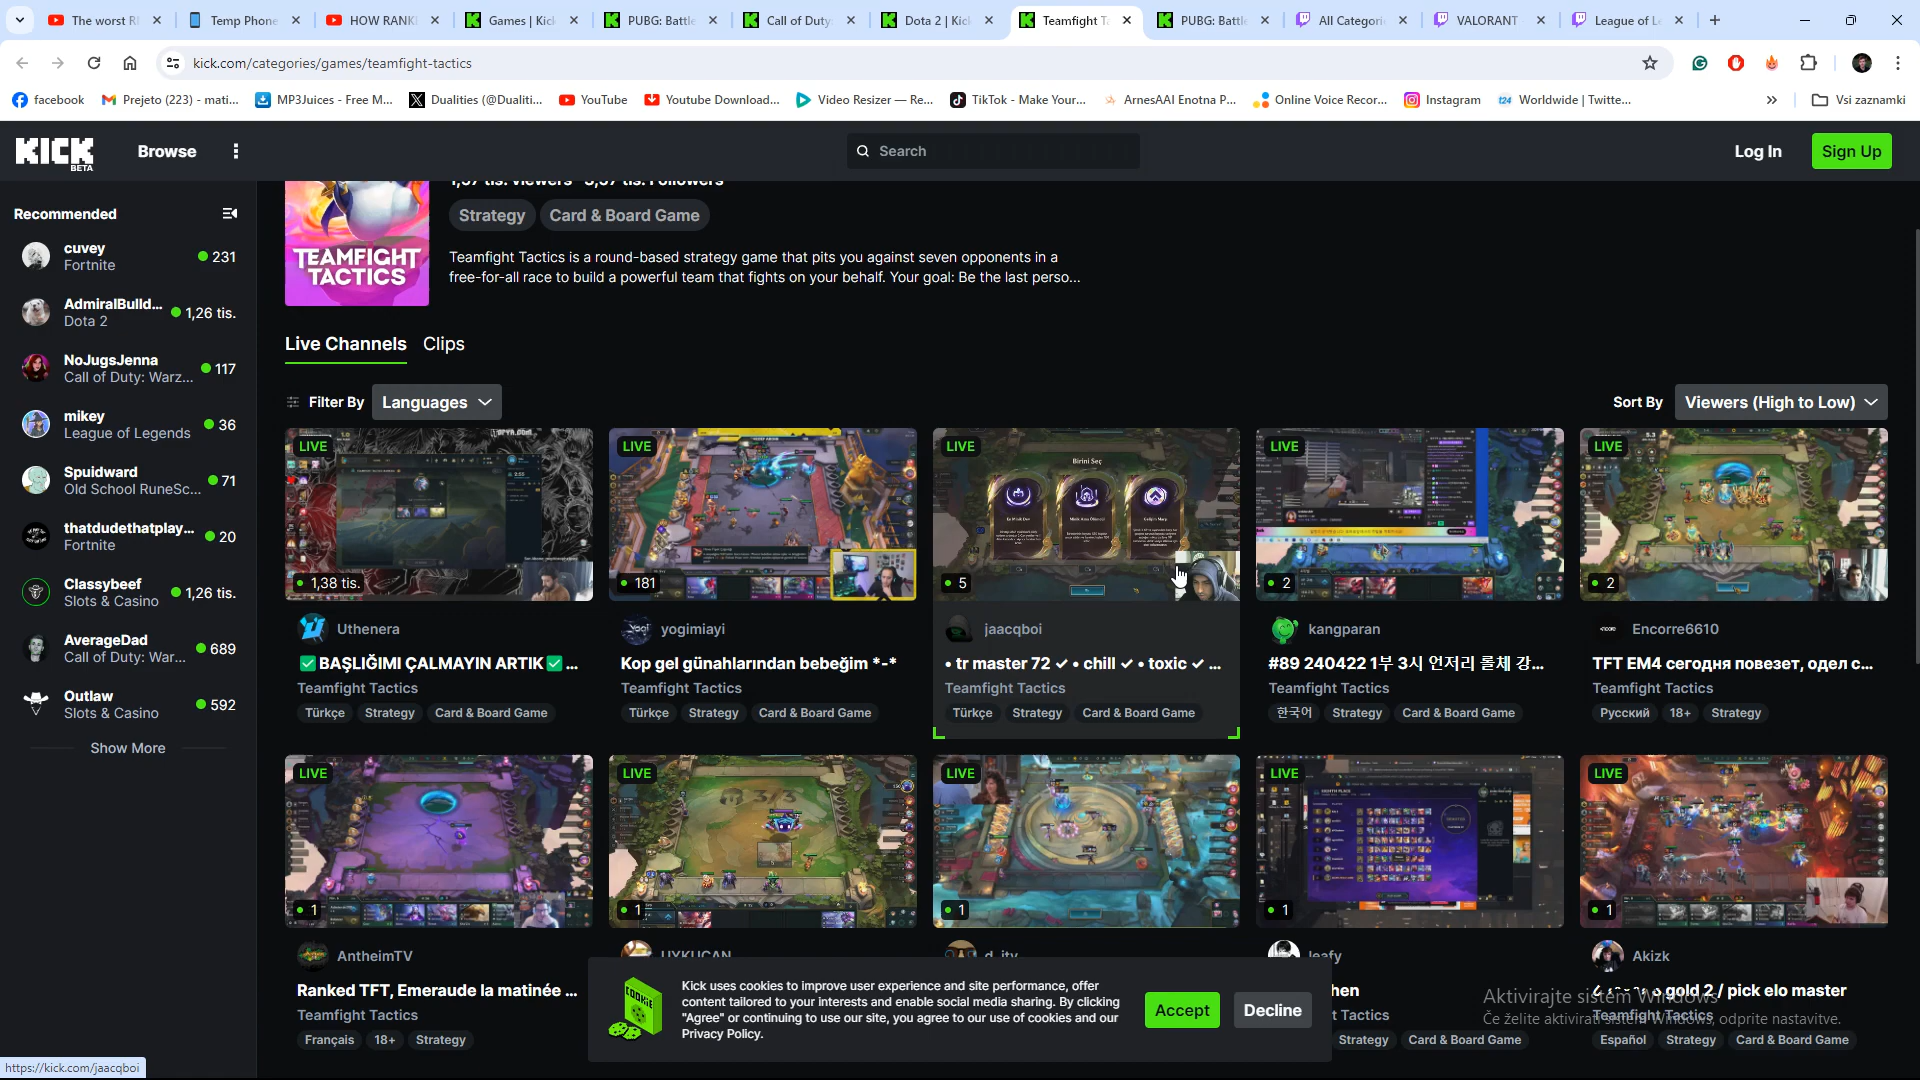 The worst R
Temp Phone
HOW RANK
Games | Kick
PUBG: Battle
Call of Duty:
Dota 2 | Kick
Teamfight T
PUBG: Battle
All Categori
VALORANT
League of L
kick.com/categories/games/teamfight-tactics
facebook
Prejeto (223) - mati...
MP3Juices - Free M...
Dualities (@Dualiti...
YouTube
Youtube Download...
Video Resizer — Re...
TikTok - Make Your...
ArnesAAI Enotna P...
Online Voice Recor...
Instagram
Worldwide | Twitte...
Vsi zaznamki
KICK
BETA
Browse
Search
Log In
Sign Up
Recommended
cuvey
Fortnite
231
AdmiralBulld...
Dota 2
1,26 tis.
NoJugsJenna
Call of Duty: Warz...
117
mikey
League of Legends
36
Spuidward
Old School RuneSc...
71
thatdudethatplay...
Fortnite
20
Classybeef
Slots & Casino
1,26 tis.
AverageDad
Call of Duty: War...
689
Outlaw
Slots & Casino
592
Show More
TEAMFIGHT
TACTICS
Strategy
Card & Board Game
Teamfight Tactics is a round-based strategy game that pits you against seven opponents in a
free-for-all race to build a powerful team that fights on your behalf. Your goal: Be the last perso...
Live Channels
Clips
Filter By
Languages
Sort By
Viewers (High to Low)
LIVE
1,38 tis.
Uthenera
✅BAŞLIĞIMI ÇALMAYIN ARTIK✅...
Teamfight Tactics
Türkçe
Strategy
Card & Board Game
LIVE
181
yogimiayi
Kop gel günahlarından bebeğim *-*
Teamfight Tactics
Türkçe
Strategy
Card & Board Game
LIVE
Birini Seç
5
jaacqboi
• tr master 72 ✓ • chill ✓ • toxic ✓ ...
Teamfight Tactics
Türkçe
Strategy
Card & Board Game
LIVE
2
kangparan
#89 240422 1부 3시 언저리 롤체 강...
Teamfight Tactics
한국어
Strategy
Card & Board Game
LIVE
2
Encorre6610
TFT EM4 сегодня повезет, одел с...
Teamfight Tactics
Русский
18+
Strategy
LIVE
1
AntheimTV
Ranked TFT, Emeraude la matinée ...
Teamfight Tactics
Français
18+
Strategy
LIVE
1
LIVE
1
LIVE
1
leafy
Strategy
Card & Board Game
LIVE
1
Akizk
gold 2 / pick elo master
Teamfight Tactics
Español
Strategy
Card & Board Game
COOKIE
Kick uses cookies to improve user experience and site performance, offer
content tailored to your interests and enable social media sharing. By clicking
"Agree" or continuing to use our site, you agree to our use of cookies and our
Privacy Policy.
Accept
Decline
Aktivirajte sistem Windows
Če želite aktivirati sistem Windows, odprite nastavitve.
https://kick.com/jaacqboi